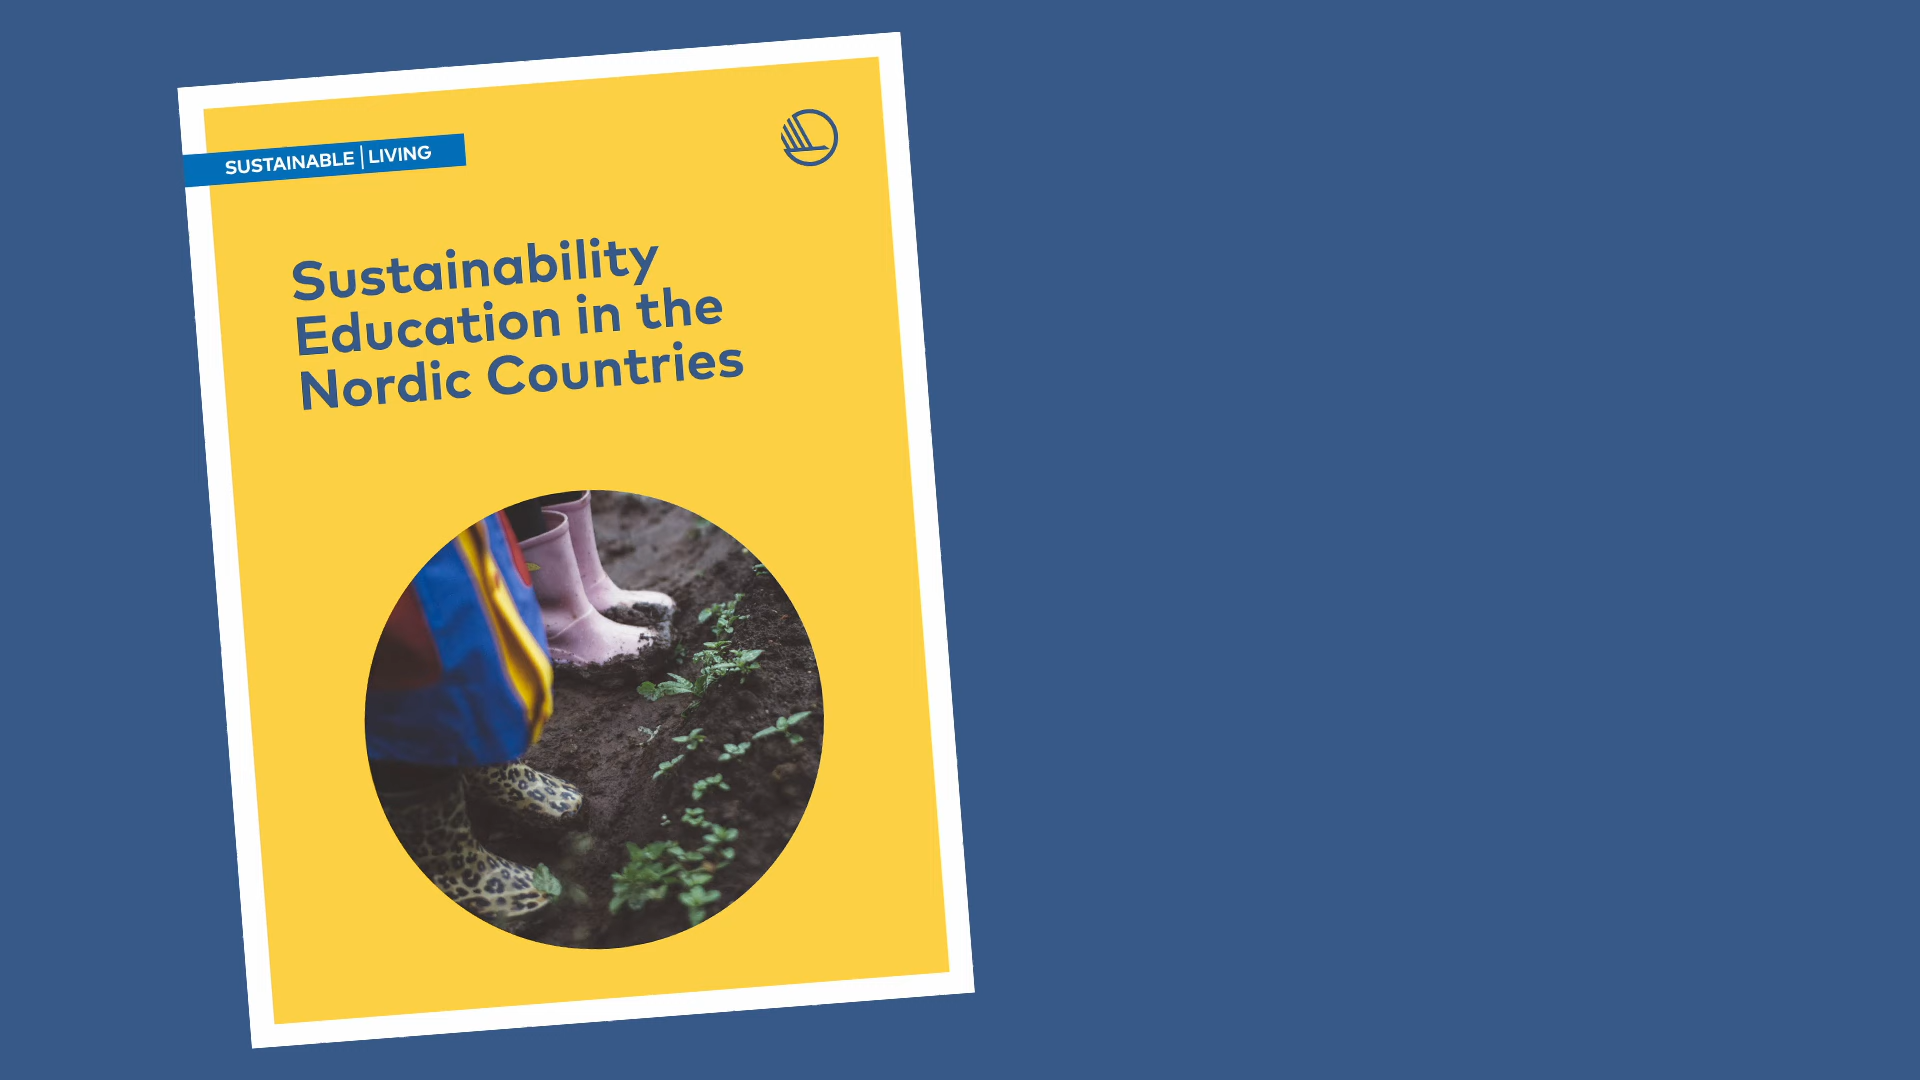 SUSTAINABLE | LIVING
Sustainability
Education in the
Nordic Countries